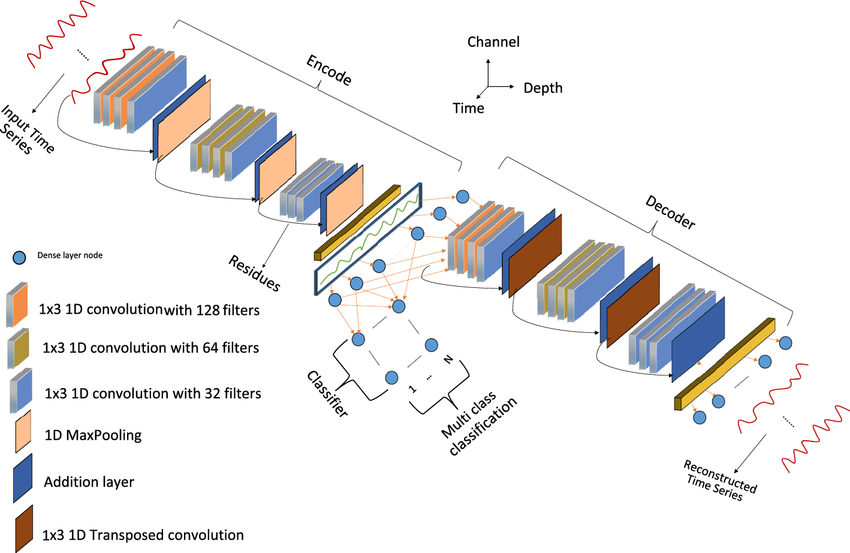 Encode
Channel
Depth
Time
Input Time
Series
Decoder
Residues
Dense layer node
1x3 1D convolution with 128 filters
1x3 1D convolution with 64 filters
1x3 1D convolution with 32 filters
1D MaxPooling
Addition layer
1x3 1D Transposed convolution
Classifier
1 ... N
Multi class
classification
Reconstructed
Time Series